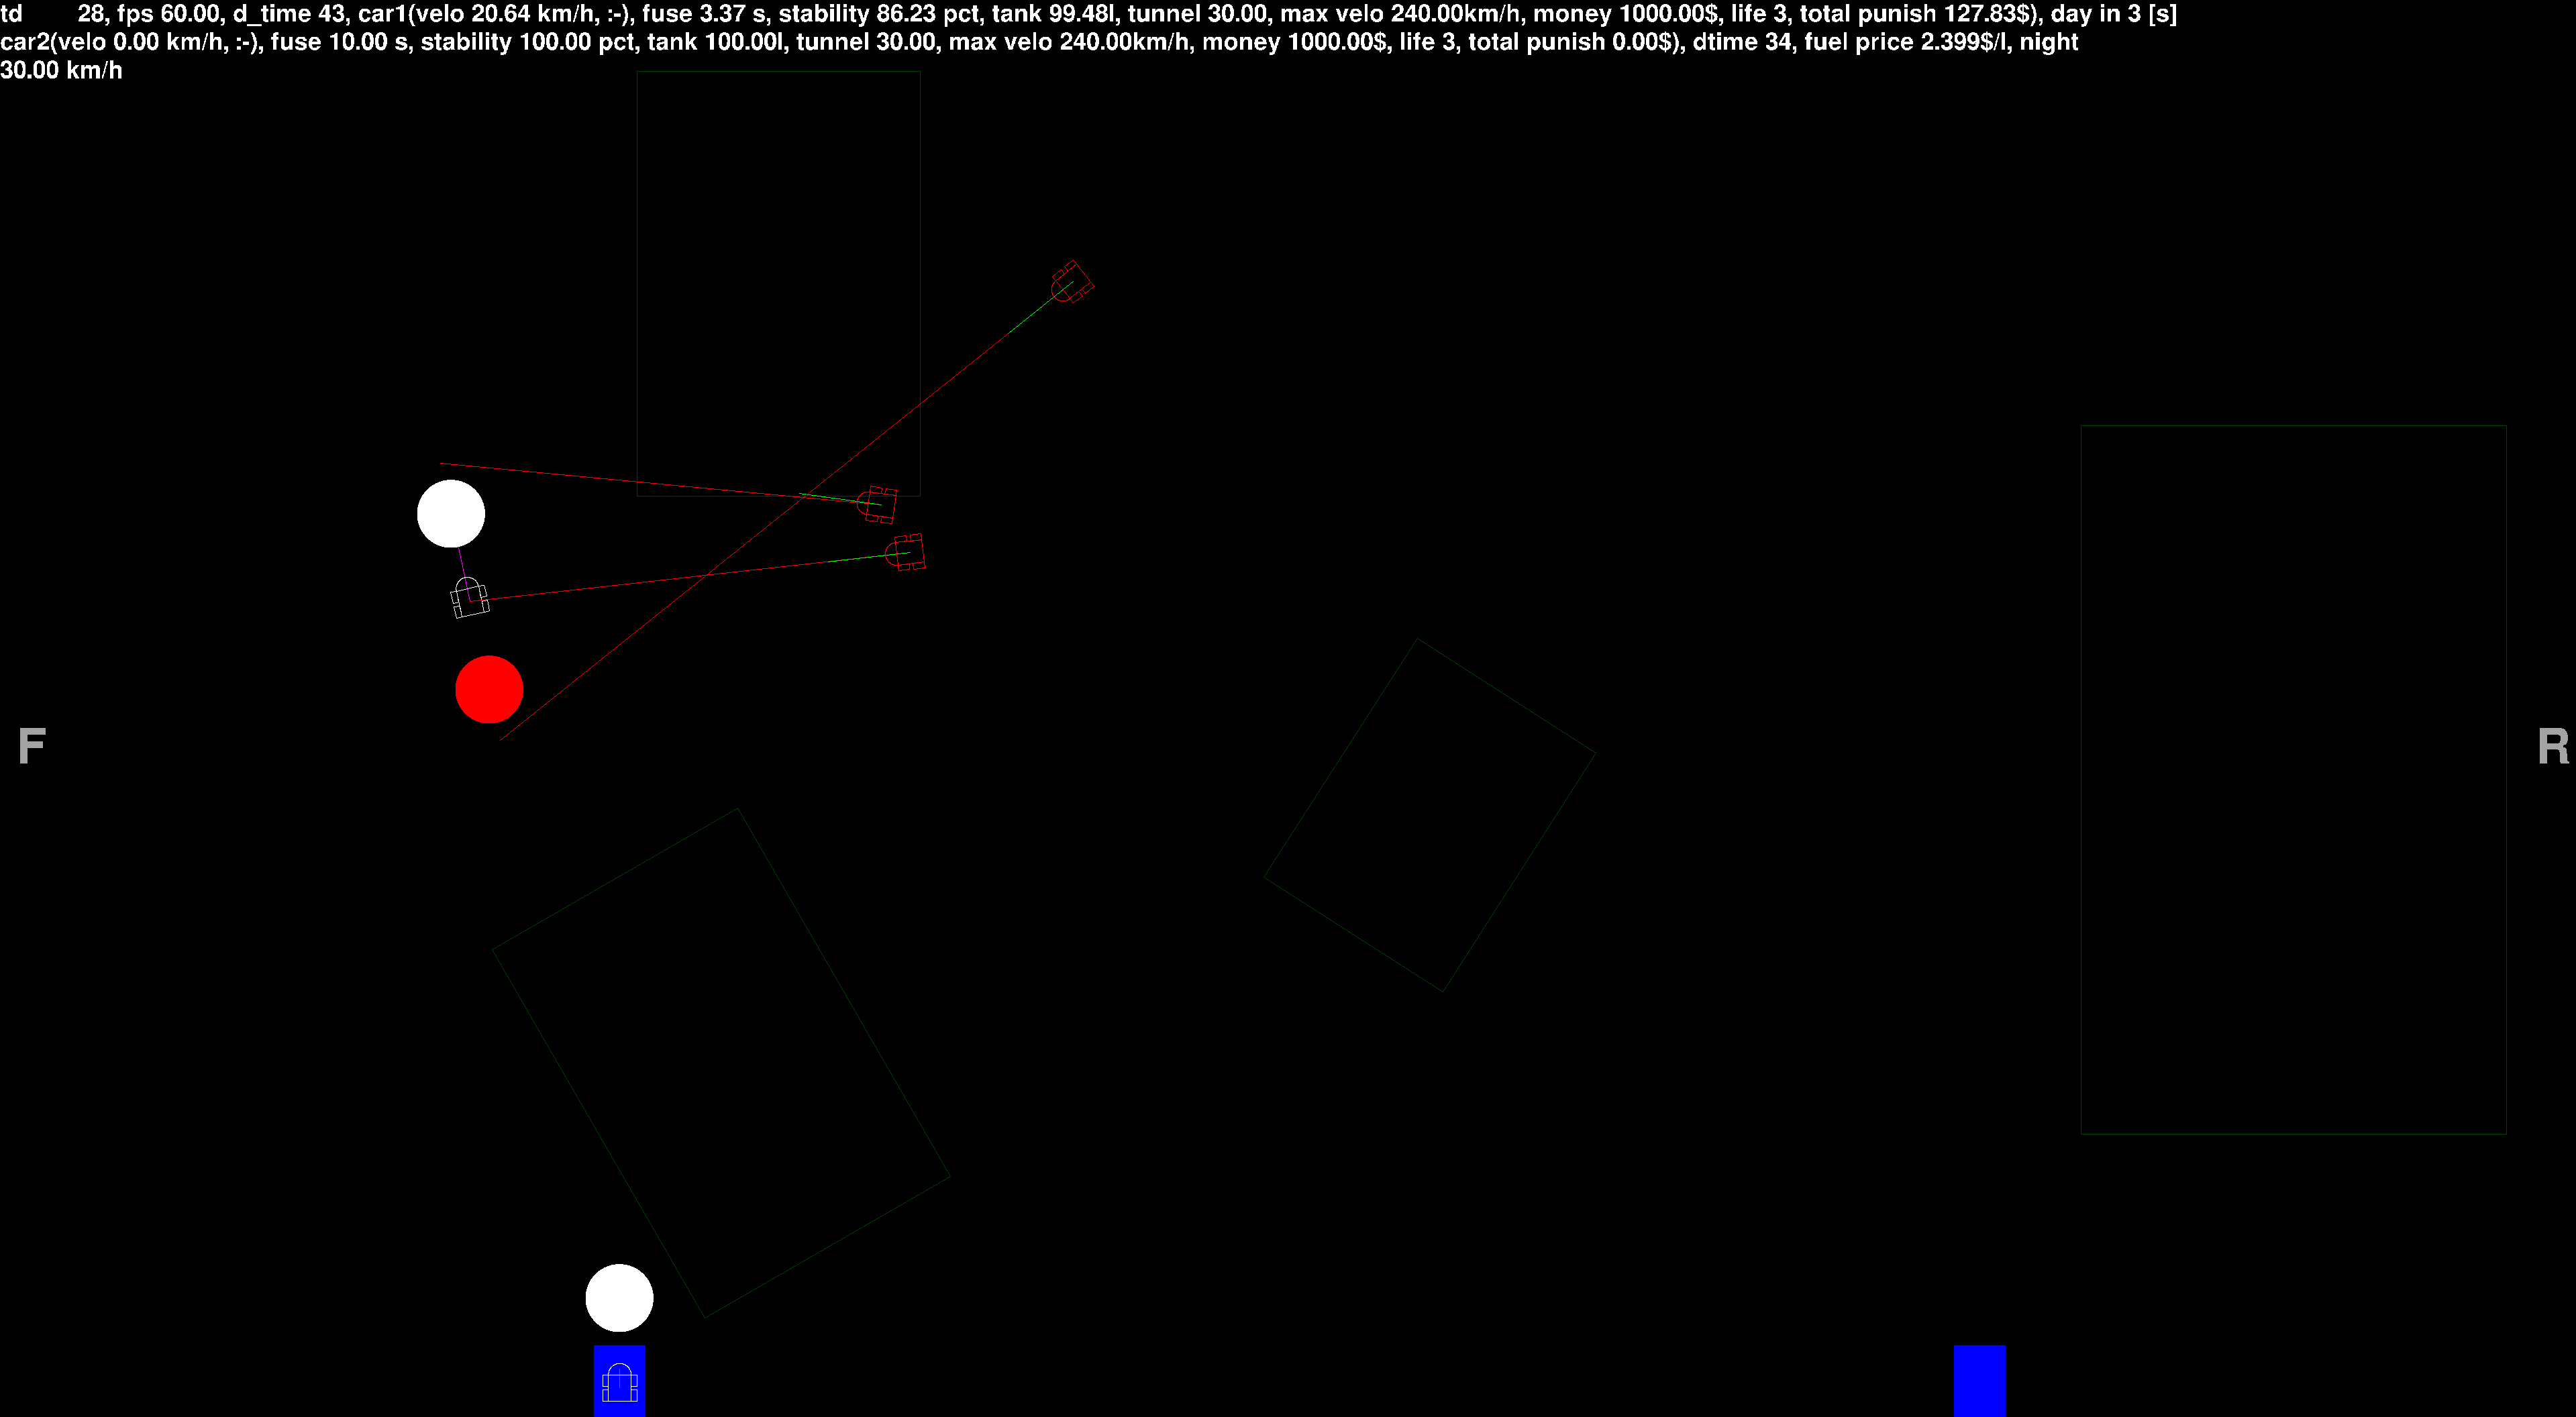 td 28, fps 60.00, d_time 43, car1(velo 20.64 km/h, :-), fuse 3.37 s, stability 86.23 pct, tank 99.48l, tunnel 30.00, max velo 240.00km/h, money 1000.00$, life 3, total punish 127.83$), day in 3 [s]
car2(velo 0.00 km/h, :-), fuse 10.00 s, stability 100.00 pct, tank 100.00l, tunnel 30.00, max velo 240.00km/h, money 1000.00$, life 3, total punish 0.00$), dtime 34, fuel price 2.399$/l, night
30.00 km/h
F
R